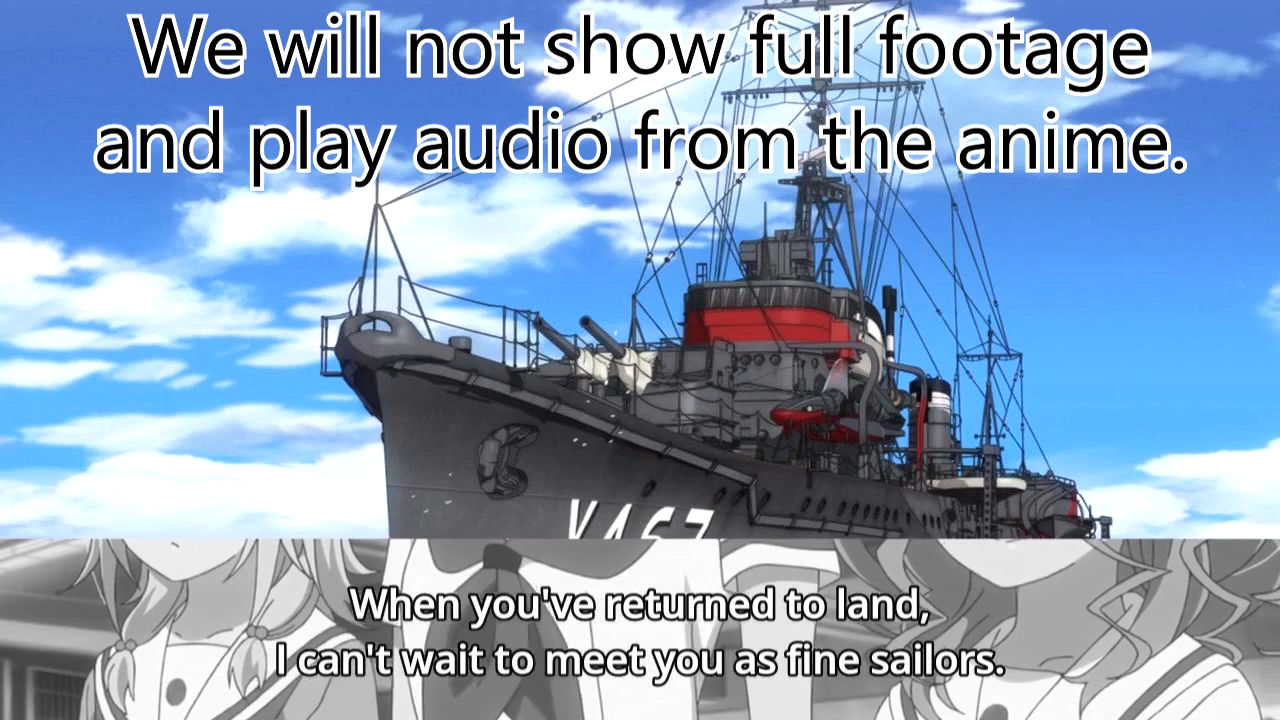 We will not show full footage
and play audio from the anime.
Y467
When you've returned to land,
I can't wait to meet you as fine sailors.